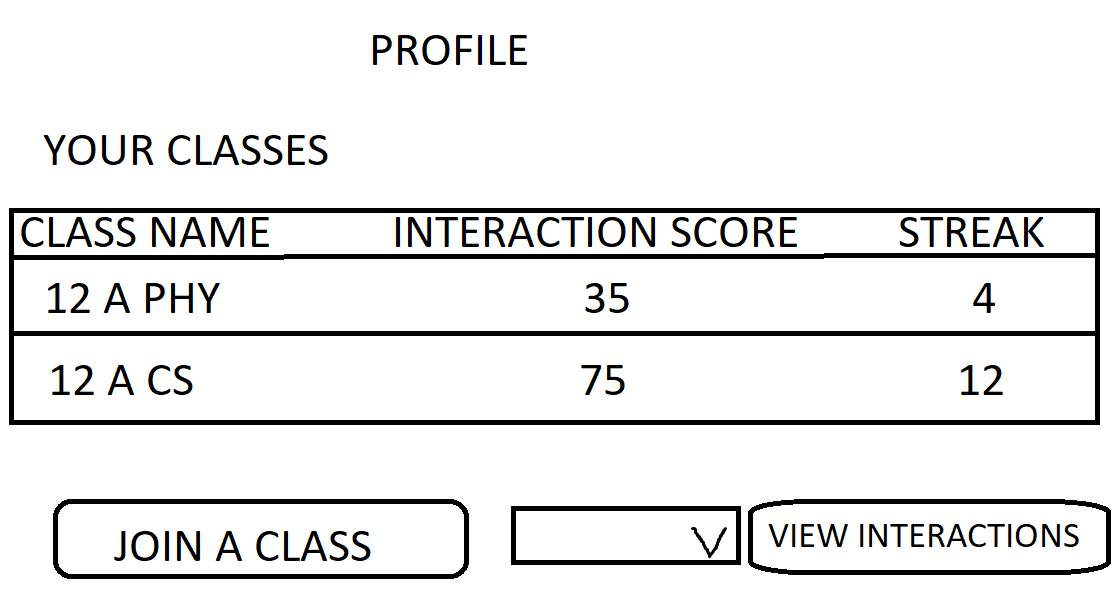 PROFILE
YOUR CLASSES
CLASS NAME INTERACTION SCORE STREAK
12 A PHY 35 4
12 A CS 75 12
JOIN A CLASS VIEW INTERACTIONS